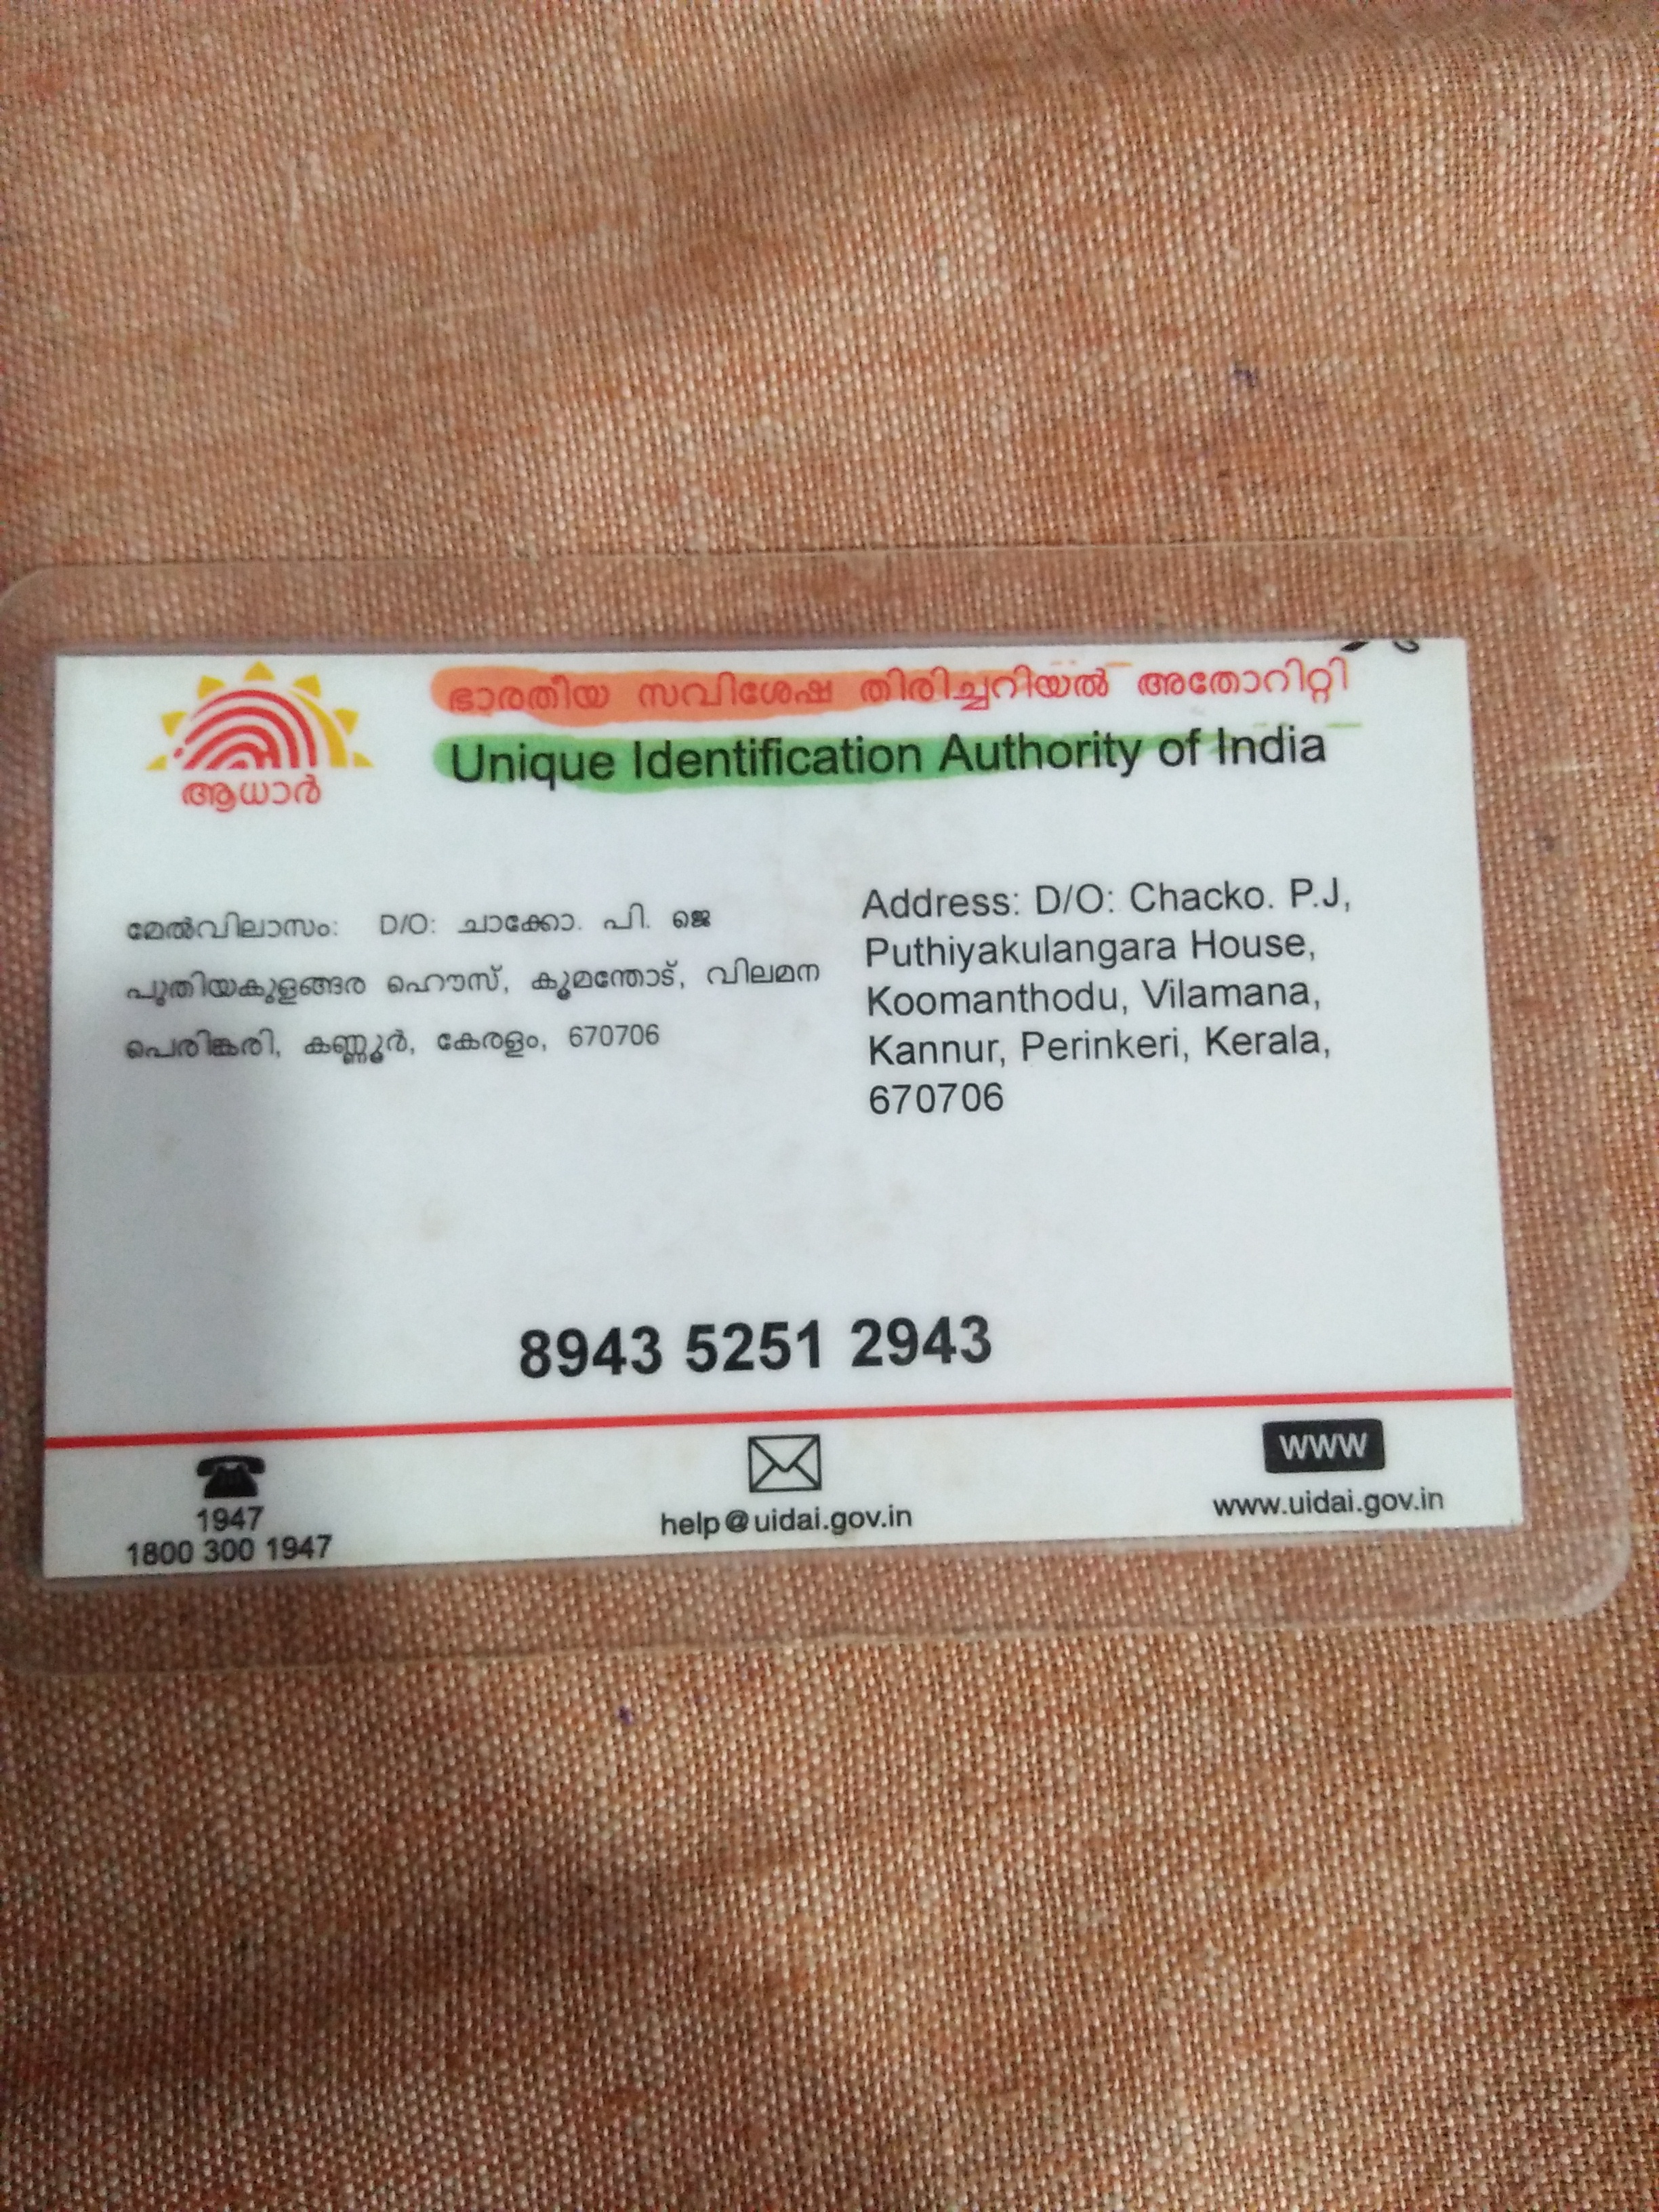 ഭാരതീയ സവിശേഷ തിരിച്ചറിയൽ അതോറിറ്റി
Unique Identification Authority of India
ആധാർ
മേൽവിലാസം: D/O: ചാക്കോ. പി. ജെ
പുതിയകുളങ്ങര ഹൌസ്, കൂമന്തോട്, വിലമന
പെരിങ്കരി, കണ്ണൂർ, കേരളം, 670706
Address: D/O: Chacko. P.J,
Puthiyakulangara House,
Koomanthodu, Vilamana,
Kannur, Perinkeri, Kerala,
670706
8943 5251 2943
1947
1800 300 1947
help@uidai.gov.in
www
www.uidai.gov.in